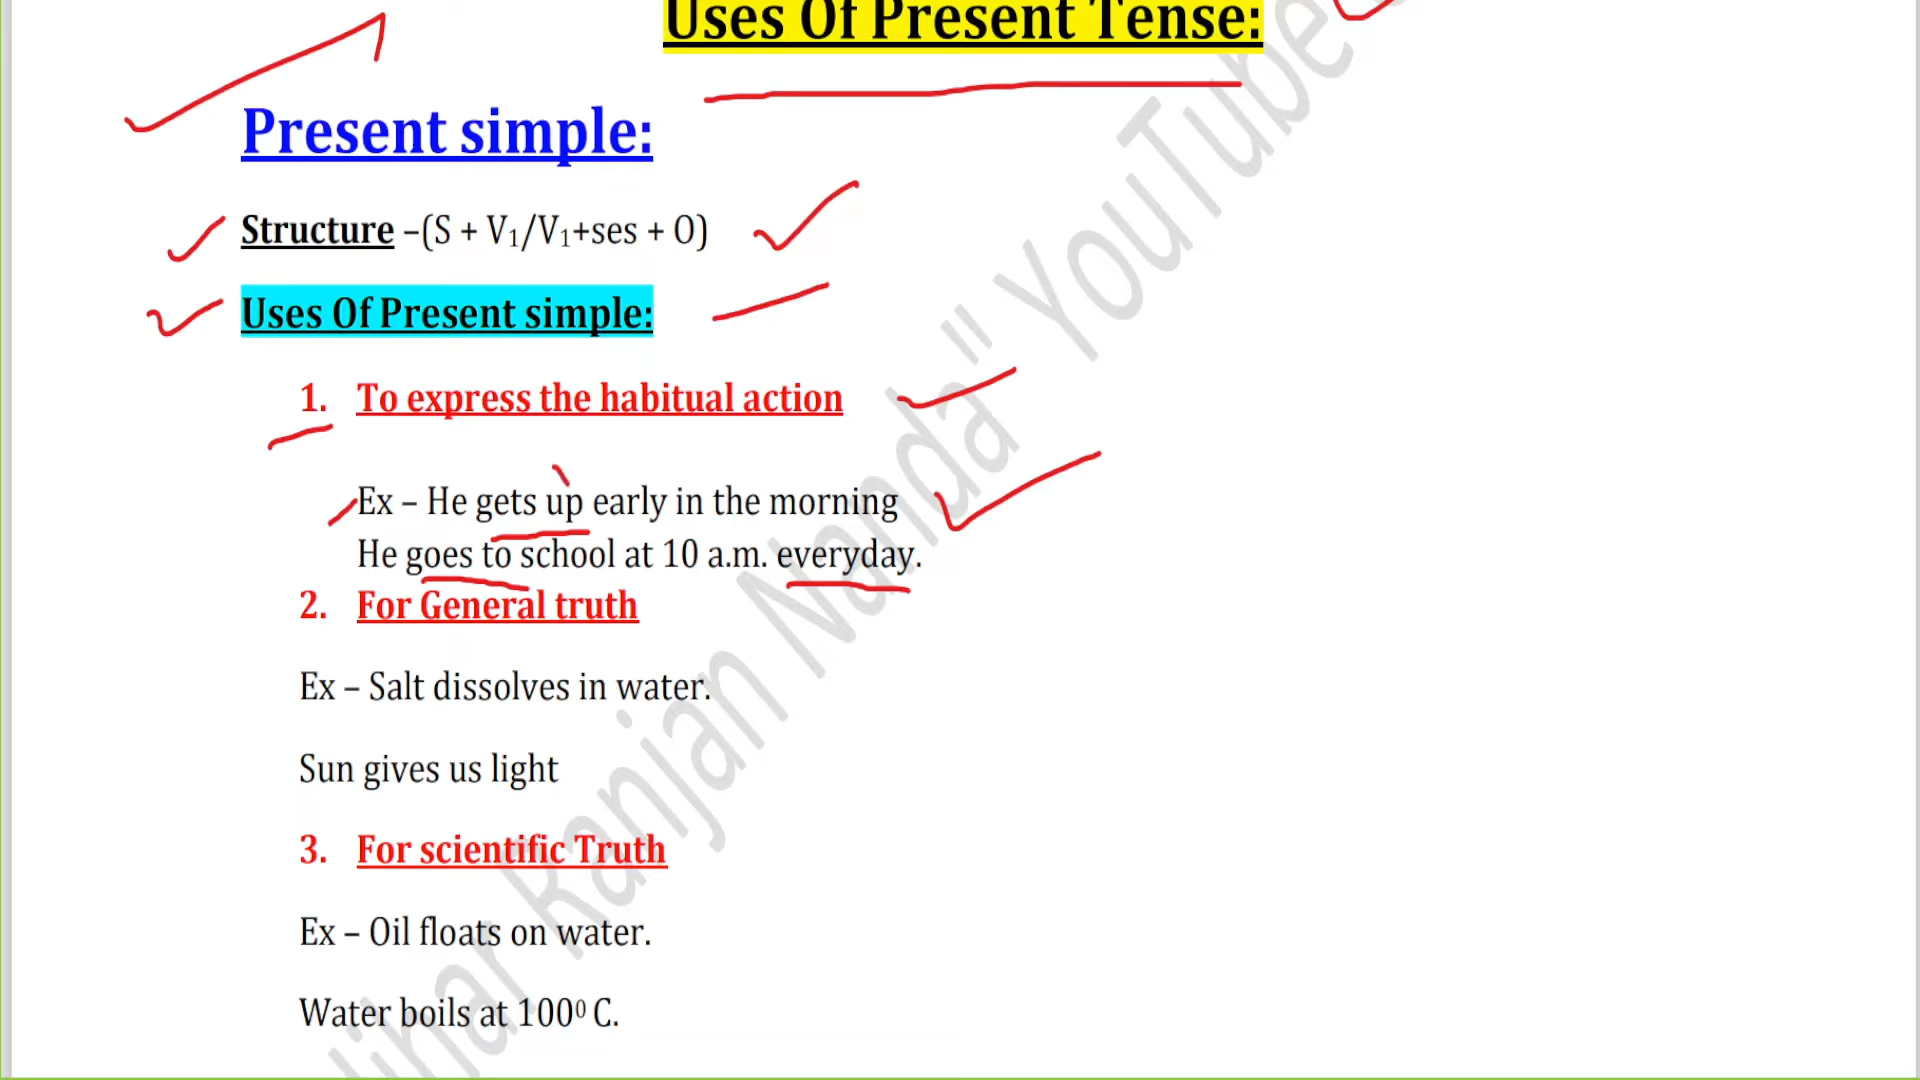 Uses Of Present Tense:
Present simple:
Structure –(S + V₁/V₁+ses + O)
Uses Of Present simple:
1. To express the habitual action
Ex – He gets up early in the morning
He goes to school at 10 a.m. everyday.
2. For General truth
Ex – Salt dissolves in water.
Sun gives us light
3. For scientific Truth
Ex – Oil floats on water.
Water boils at 100⁰ C.
Ranjan Nanda" YouTube